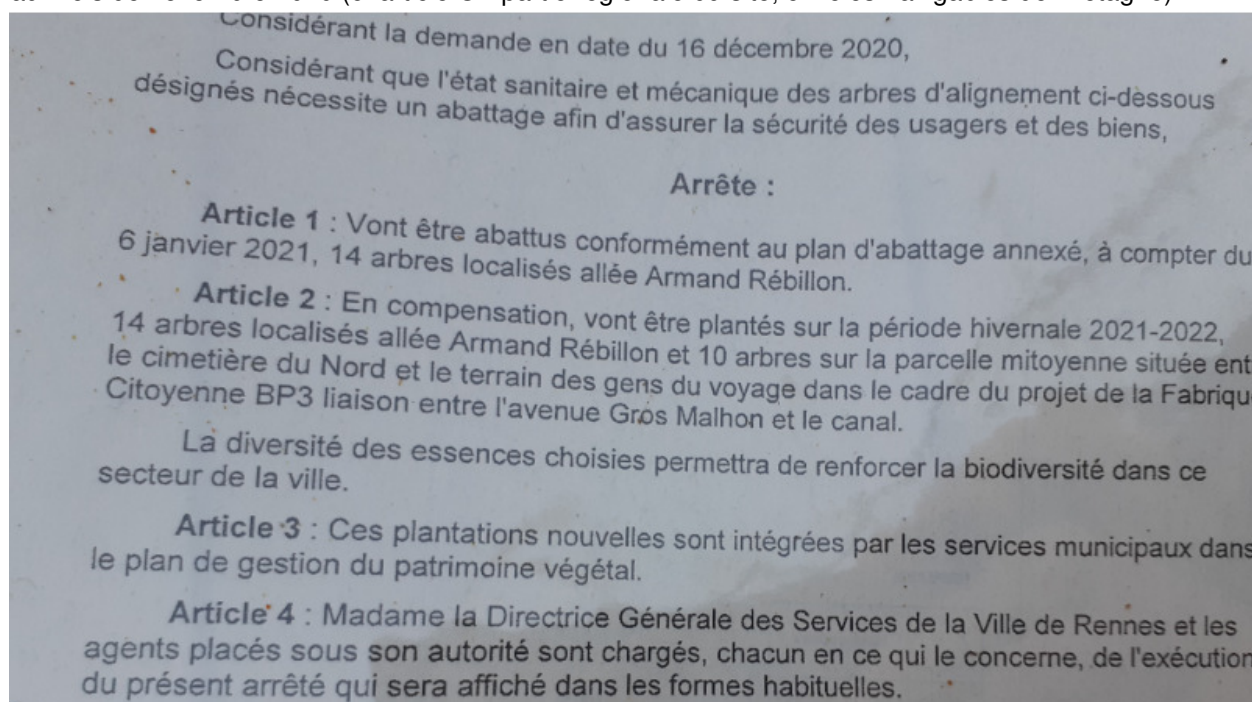 Considérant la demande en date du 16 décembre 2020,
Considérant que l'état sanitaire et mécanique des arbres d'alignement ci-dessous
désignés nécessite un abattage afin d'assurer la sécurité des usagers et des biens,
Arrête :
Article 1 : Vont être abattus conformément au plan d'abattage annexé, à compter du
6 janvier 2021, 14 arbres localisés allée Armand Rébillon.
Article 2 : En compensation, vont être plantés sur la période hivernale 2021-2022,
14 arbres localisés allée Armand Rébillon et 10 arbres sur la parcelle mitoyenne située ent
le cimetière du Nord et le terrain des gens du voyage dans le cadre du projet de la Fabriqu
Citoyenne BP3 liaison entre l'avenue Gros Malhon et le canal.
La diversité des essences choisies permettra de renforcer la biodiversité dans ce
secteur de la ville.
Article 3 : Ces plantations nouvelles sont intégrées par les services municipaux dans
le plan de gestion du patrimoine végétal.
Article 4 : Madame la Directrice Générale des Services de la Ville de Rennes et les
agents placés sous son autorité sont chargés, chacun en ce qui le concerne, de l'exécution
du présent arrêté qui sera affiché dans les formes habituelles.